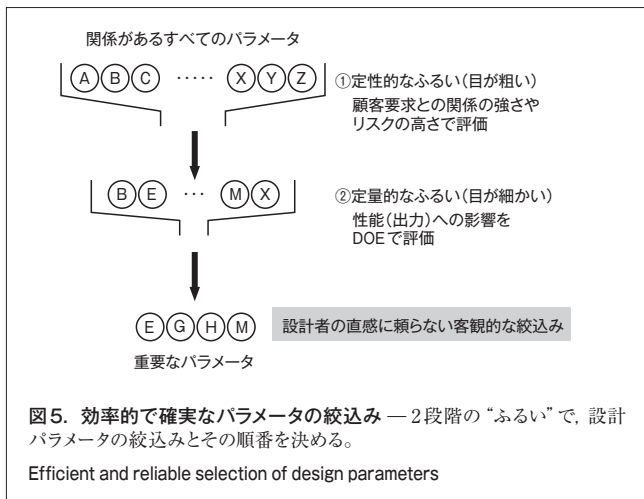 関係があるすべてのパラメータ
A B C ····· X Y Z
①定性的なふるい(目が粗い)
顧客要求との関係の強さや
リスクの高さで評価
B E ··· M X
②定量的なふるい(目が細かい)
性能(出力)への影響を
DOEで評価
E G H M
設計者の直感に頼らない客観的な絞込み
重要なパラメータ
図5. 効率的で確実なパラメータの絞込み — 2段階の“ふるい”で, 設計
パラメータの絞込みとその順番を決める。
Efficient and reliable selection of design parameters